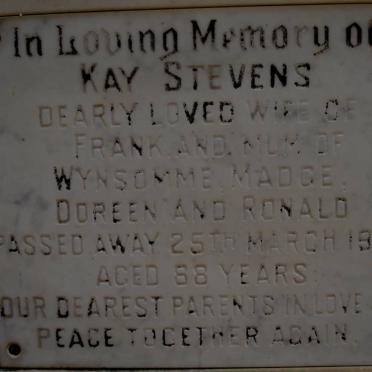 In Loving Memory of
KAY STEVENS
DEARLY LOVED WIFE OF
FRANK AND MUM OF
WYNSOMME, MADGE,
DOREEN AND RONALD
PASSED AWAY 25TH MARCH 19
AGED 68 YEARS
OUR DEAREST PARENTS IN LOVE
PEACE TOGETHER AGAIN.